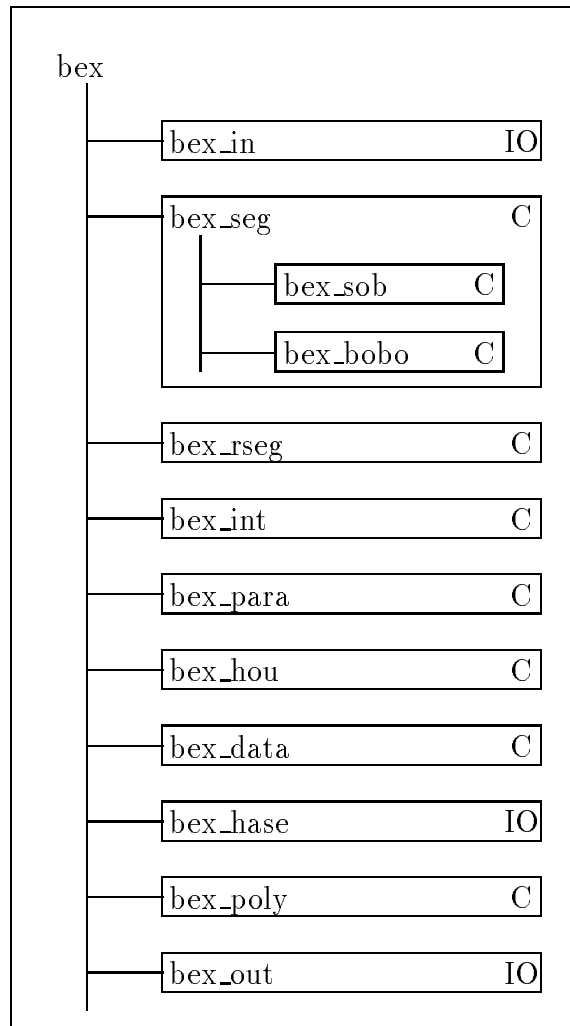 bex
bex_in IO
bex_seg C
bex_sob C
bex_bobo C
bex_rseg C
bex_int C
bex_para C
bex_hou C
bex_data C
bex_hase IO
bex_poly C
bex_out IO